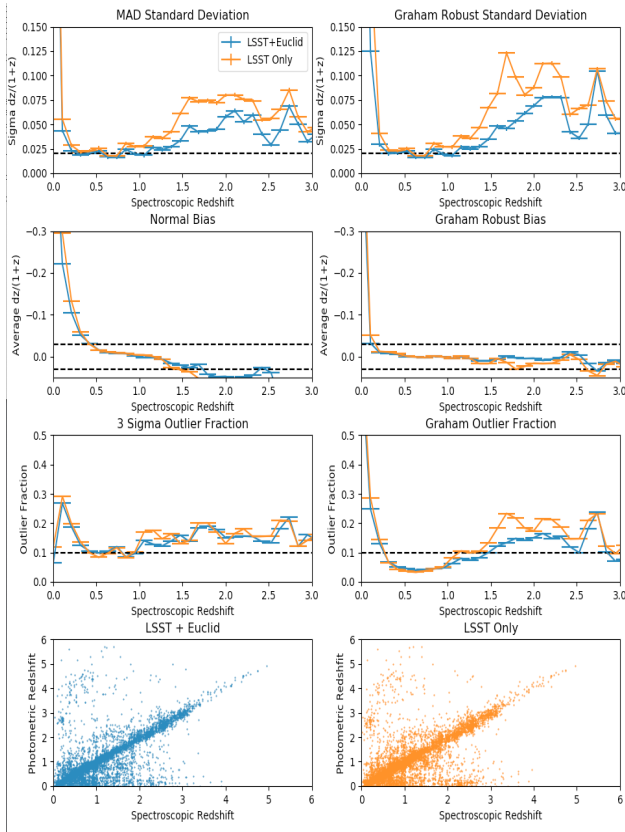 MAD Standard Deviation
Graham Robust Standard Deviation
0.150
0.125
0.100
0.075
0.050
0.025
0.000
Sigma dz/(1+z)
LSST+Euclid
LSST Only
0.0 0.5 1.0 1.5 2.0 2.5 3.0
Spectroscopic Redshift
0.150
0.125
0.100
0.075
0.050
0.025
0.000
Sigma dz/(1+z)
0.0 0.5 1.0 1.5 2.0 2.5 3.0
Spectroscopic Redshift
Normal Bias
Graham Robust Bias
−0.3
−0.2
−0.1
0.0
Average dz/(1+z)
0.0 0.5 1.0 1.5 2.0 2.5 3.0
Spectroscopic Redshift
−0.3
−0.2
−0.1
0.0
Average dz/(1+z)
0.0 0.5 1.0 1.5 2.0 2.5 3.0
Spectroscopic Redshift
3 Sigma Outlier Fraction
Graham Outlier Fraction
0.5
0.4
0.3
0.2
0.1
0.0
Outlier Fraction
0.0 0.5 1.0 1.5 2.0 2.5 3.0
Spectroscopic Redshift
0.5
0.4
0.3
0.2
0.1
0.0
Outlier Fraction
0.0 0.5 1.0 1.5 2.0 2.5 3.0
Spectroscopic Redshift
LSST + Euclid
LSST Only
6
5
4
3
2
1
0
Photometric Redshfit
0 1 2 3 4 5 6
Spectroscopic Redshift
6
5
4
3
2
1
0
Photometric Redshfit
0 1 2 3 4 5 6
Spectroscopic Redshift